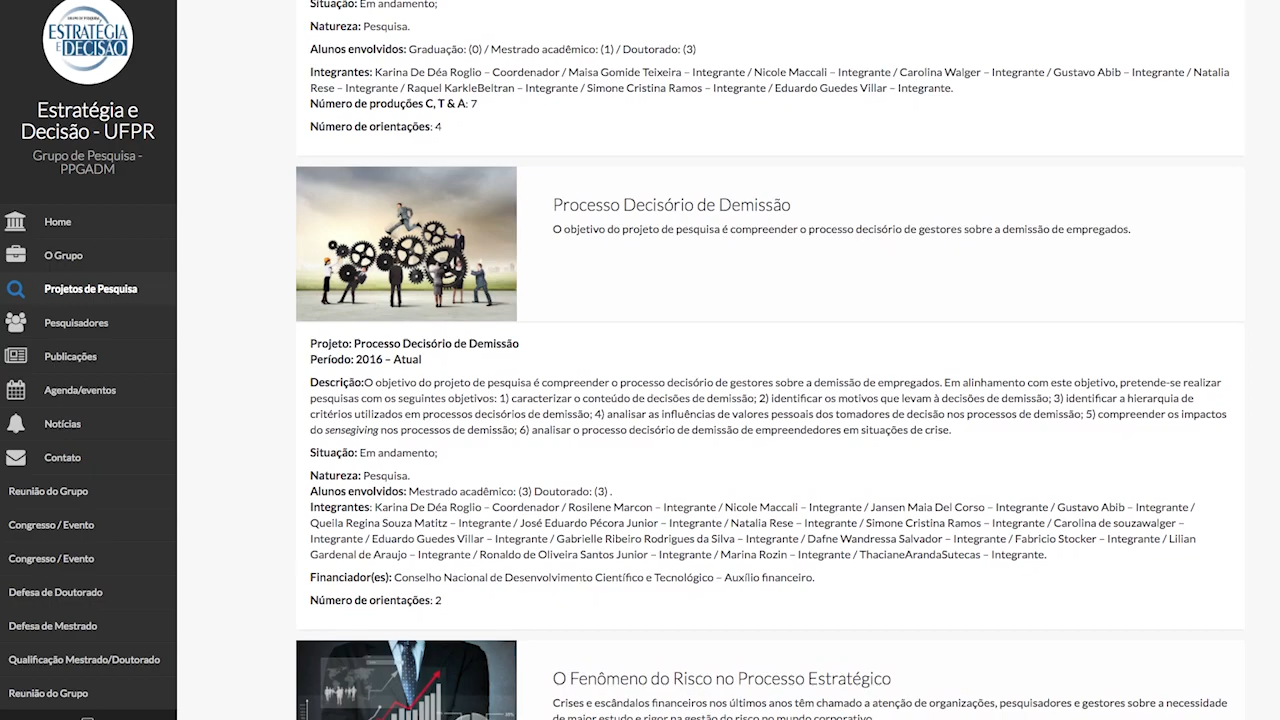 GRUPO DE PESQUISA
ESTRATÉGIA
E DECISÃO
Estratégia e
Decisão - UFPR
Grupo de Pesquisa -
PPGADM
Home
O Grupo
Projetos de Pesquisa
Pesquisadores
Publicações
Agenda/eventos
Notícias
Contato
Reunião do Grupo
Congresso / Evento
Congresso / Evento
Defesa de Doutorado
Defesa de Mestrado
Qualificação Mestrado/Doutorado
Reunião do Grupo
Situação: Em andamento;
Natureza: Pesquisa.
Alunos envolvidos: Graduação: (0) / Mestrado acadêmico: (1) / Doutorado: (3)
Integrantes: Karina De Déa Roglio – Coordenador / Maisa Gomide Teixeira – Integrante / Nicole Maccali – Integrante / Carolina Walger – Integrante / Gustavo Abib – Integrante / Natalia
Rese – Integrante / Raquel KarkleBeltran – Integrante / Simone Cristina Ramos – Integrante / Eduardo Guedes Villar – Integrante.
Número de produções C, T & A: 7
Número de orientações: 4
Processo Decisório de Demissão
O objetivo do projeto de pesquisa é compreender o processo decisório de gestores sobre a demissão de empregados.
Projeto: Processo Decisório de Demissão
Período: 2016 – Atual
Descrição:O objetivo do projeto de pesquisa é compreender o processo decisório de gestores sobre a demissão de empregados. Em alinhamento com este objetivo, pretende-se realizar
pesquisas com os seguintes objetivos: 1) caracterizar o conteúdo de decisões de demissão; 2) identificar os motivos que levam à decisões de demissão; 3) identificar a hierarquia de
critérios utilizados em processos decisórios de demissão; 4) analisar as influências de valores pessoais dos tomadores de decisão nos processos de demissão; 5) compreender os impactos
do sensegiving nos processos de demissão; 6) analisar o processo decisório de demissão de empreendedores em situações de crise.
Situação: Em andamento;
Natureza: Pesquisa.
Alunos envolvidos: Mestrado acadêmico: (3) Doutorado: (3) .
Integrantes: Karina De Déa Roglio – Coordenador / Rosilene Marcon – Integrante / Nicole Maccali – Integrante / Jansen Maia Del Corso – Integrante / Gustavo Abib – Integrante /
Queila Regina Souza Matitz – Integrante / José Eduardo Pécora Junior – Integrante / Natalia Rese – Integrante / Simone Cristina Ramos – Integrante / Carolina de souzawalger –
Integrante / Eduardo Guedes Villar – Integrante / Gabrielle Ribeiro Rodrigues da Silva – Integrante / Dafne Wandressa Salvador – Integrante / Fabricio Stocker – Integrante / Lilian
Gardenal de Araujo – Integrante / Ronaldo de Oliveira Santos Junior – Integrante / Marina Rozin – Integrante / ThacianeArandaSutecas – Integrante.
Financiador(es): Conselho Nacional de Desenvolvimento Científico e Tecnológico – Auxílio financeiro.
Número de orientações: 2
O Fenômeno do Risco no Processo Estratégico
Crises e escândalos financeiros nos últimos anos têm chamado a atenção de organizações, pesquisadores e gestores sobre a necessidade
de maior estudo e rigor na gestão do risco no mundo corporativo.